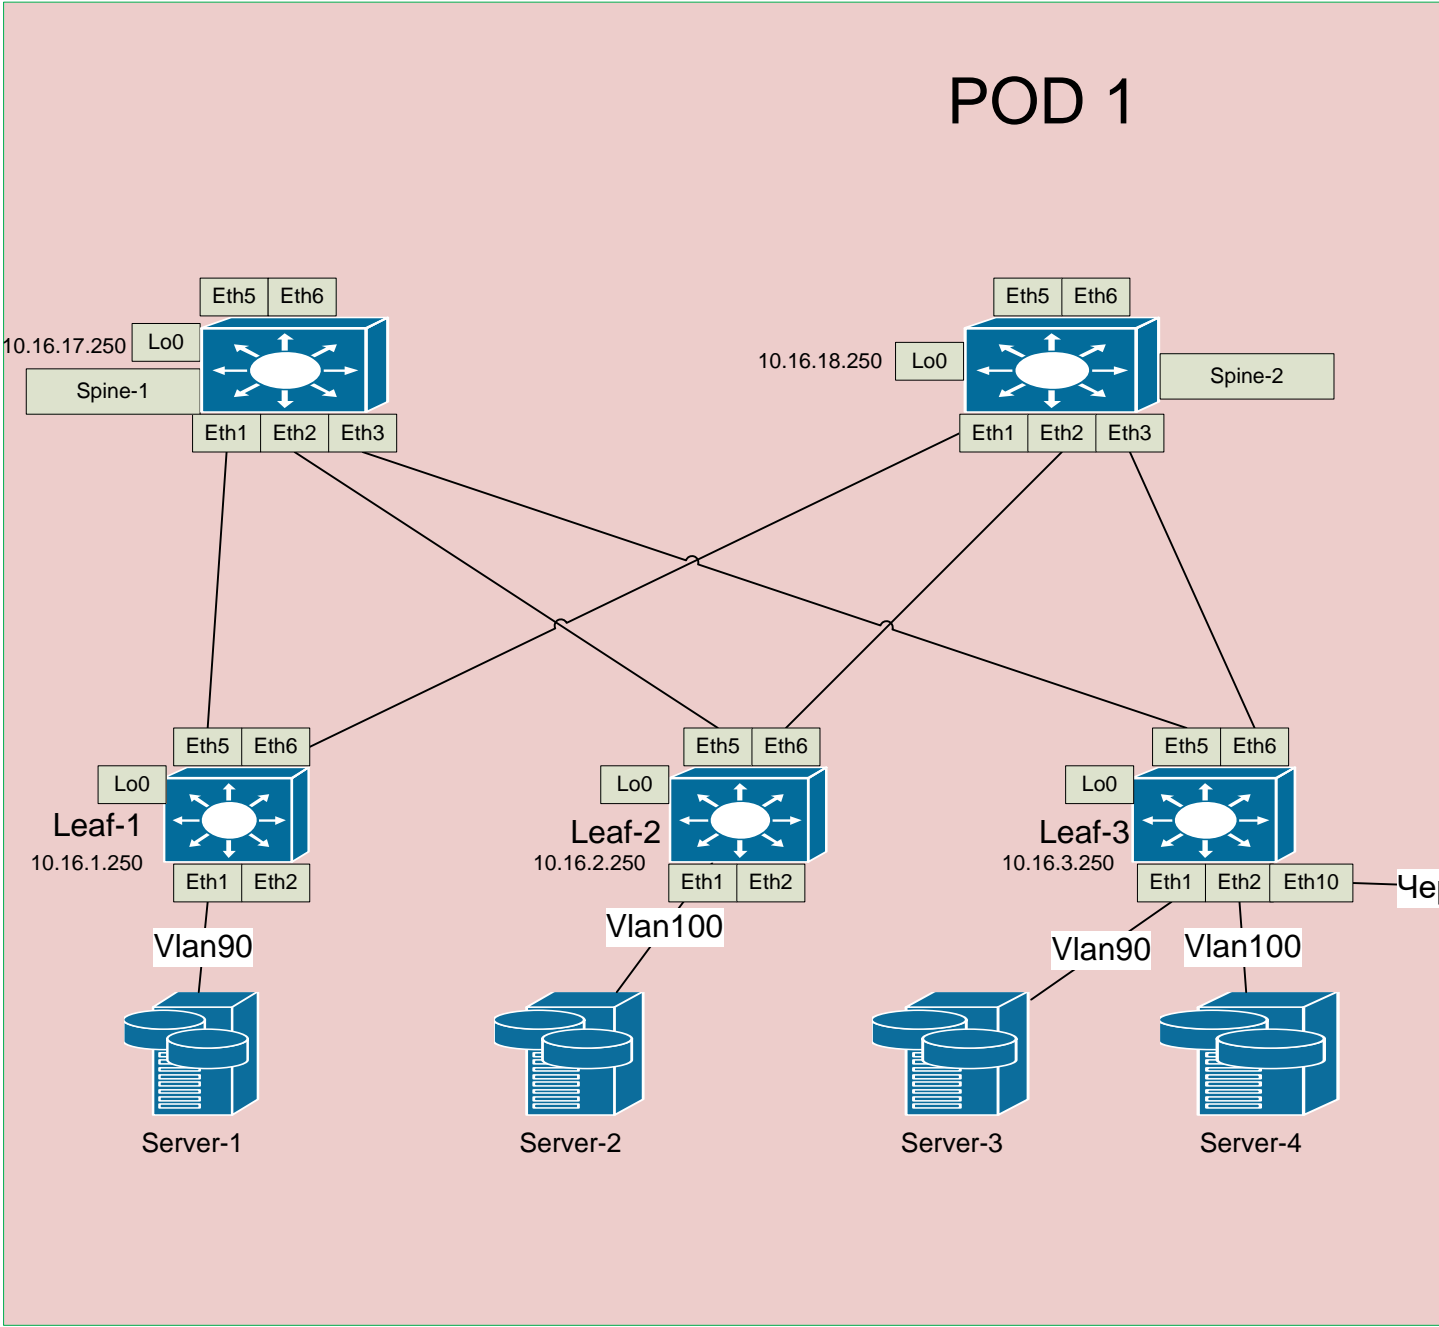 POD 1
Eth5 Eth6
Eth5 Eth6
10.16.17.250 Lo0
10.16.18.250 Lo0
Spine-1
Spine-2
Eth1 Eth2 Eth3
Eth1 Eth2 Eth3
Eth5 Eth6
Eth5 Eth6
Eth5 Eth6
Lo0
Lo0
Lo0
Leaf-1
Leaf-2
Leaf-3
10.16.1.250
10.16.2.250
10.16.3.250
Eth1 Eth2
Eth1 Eth2
Eth1 Eth2 Eth10
Vlan90
Vlan100
Vlan90
Vlan100
Server-1
Server-2
Server-3
Server-4